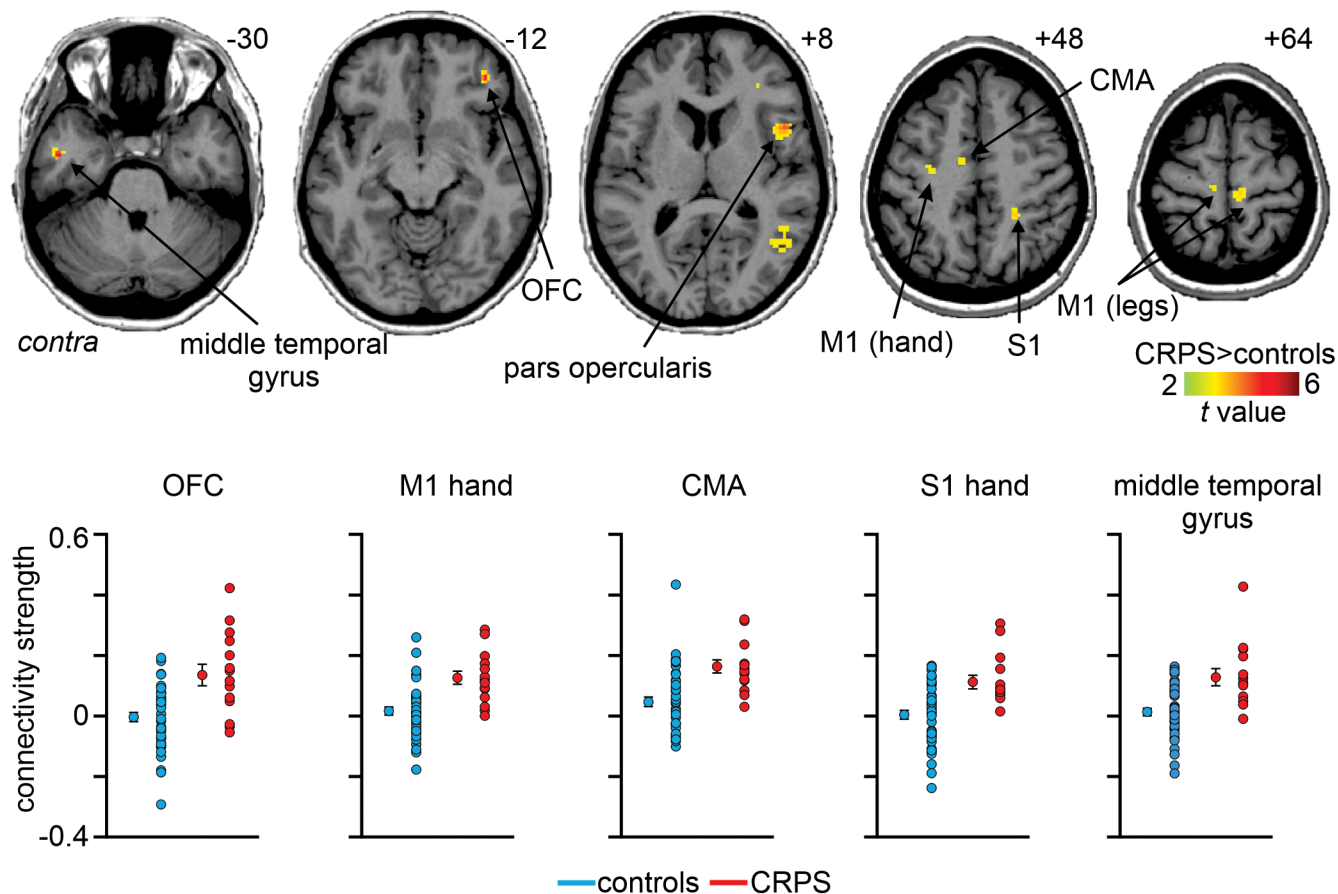 -30
-12
+8
+48
+64
CMA
OFC
contra
middle temporal
gyrus
pars opercularis
M1 (hand)
S1
M1 (legs)
CRPS>controls
2
6
t value
OFC
M1 hand
CMA
S1 hand
middle temporal
gyrus
connectivity strength
0.6
0
-0.4
controls
CRPS